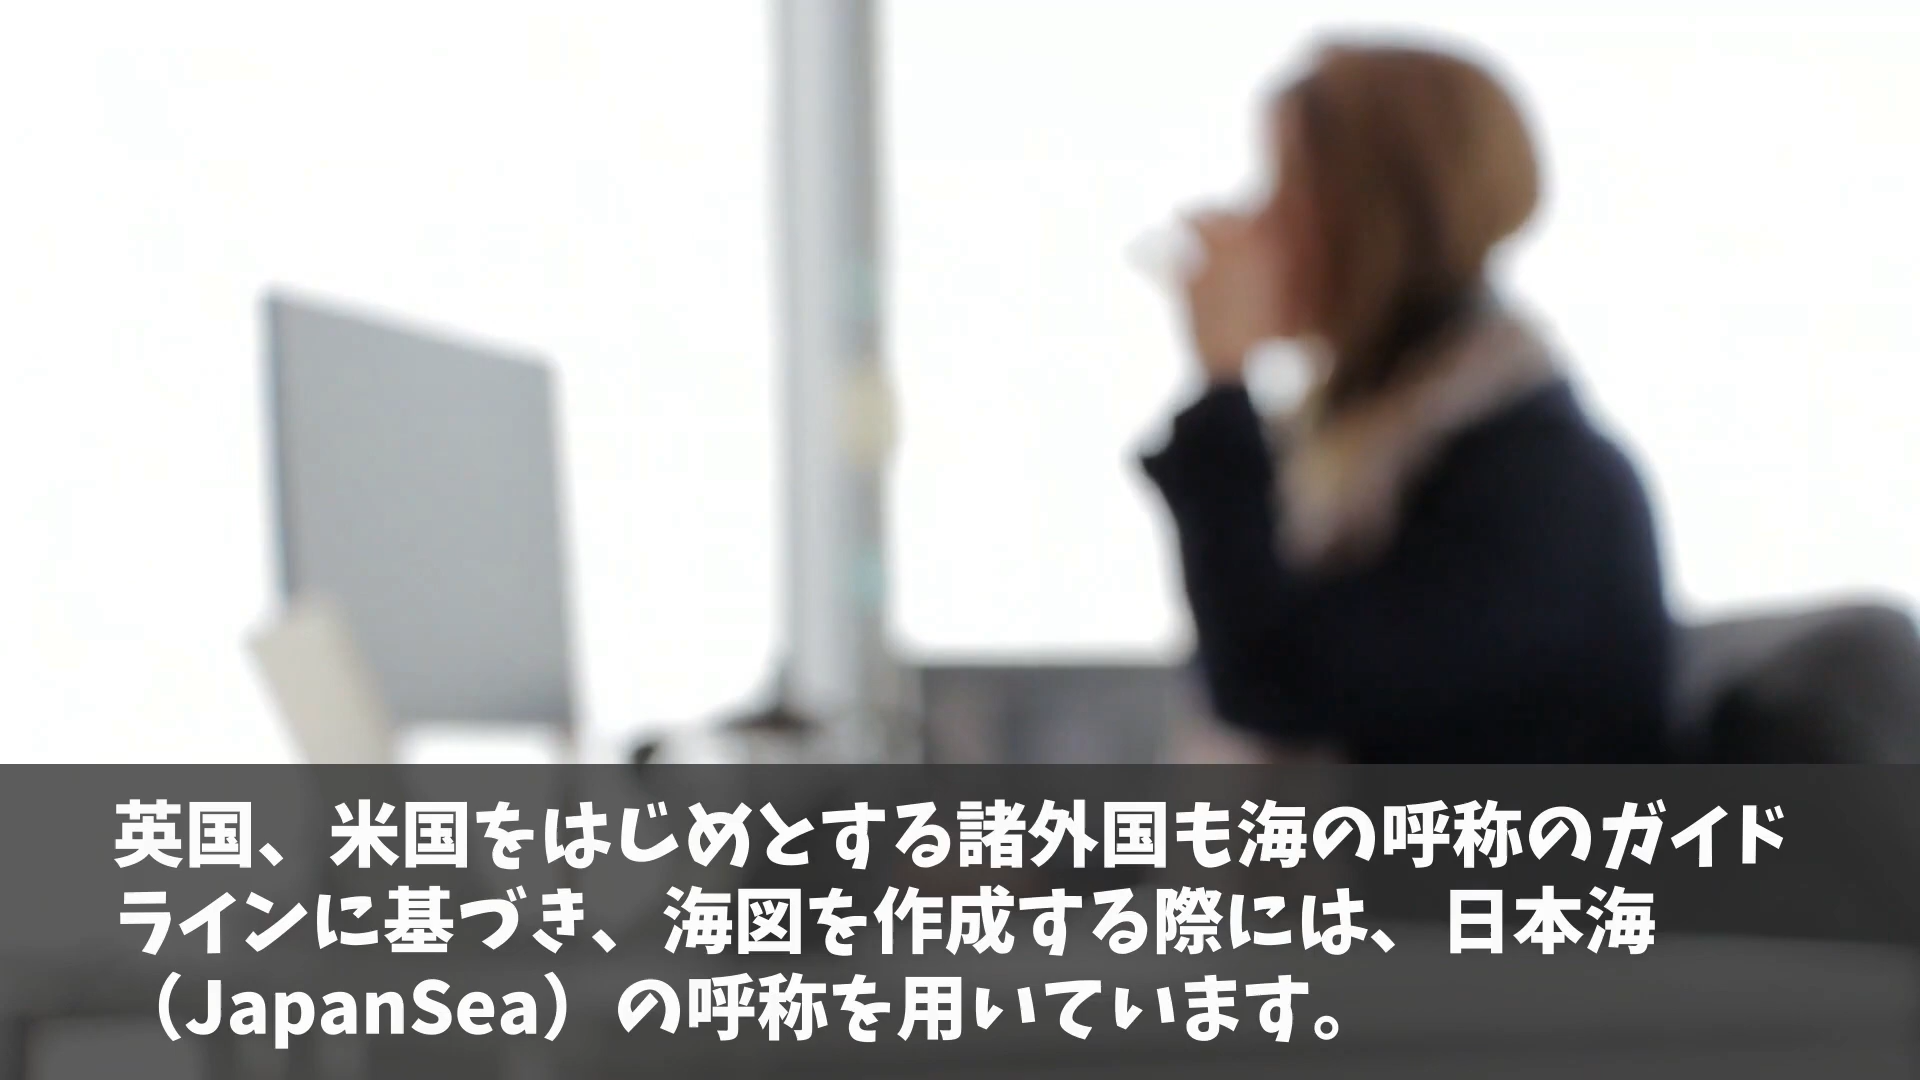 英国、米国をはじめとする諸外国も海の呼称のガイド
ラインに基づき、海図を作成する際には、日本海
（JapanSea）の呼称を用いています。